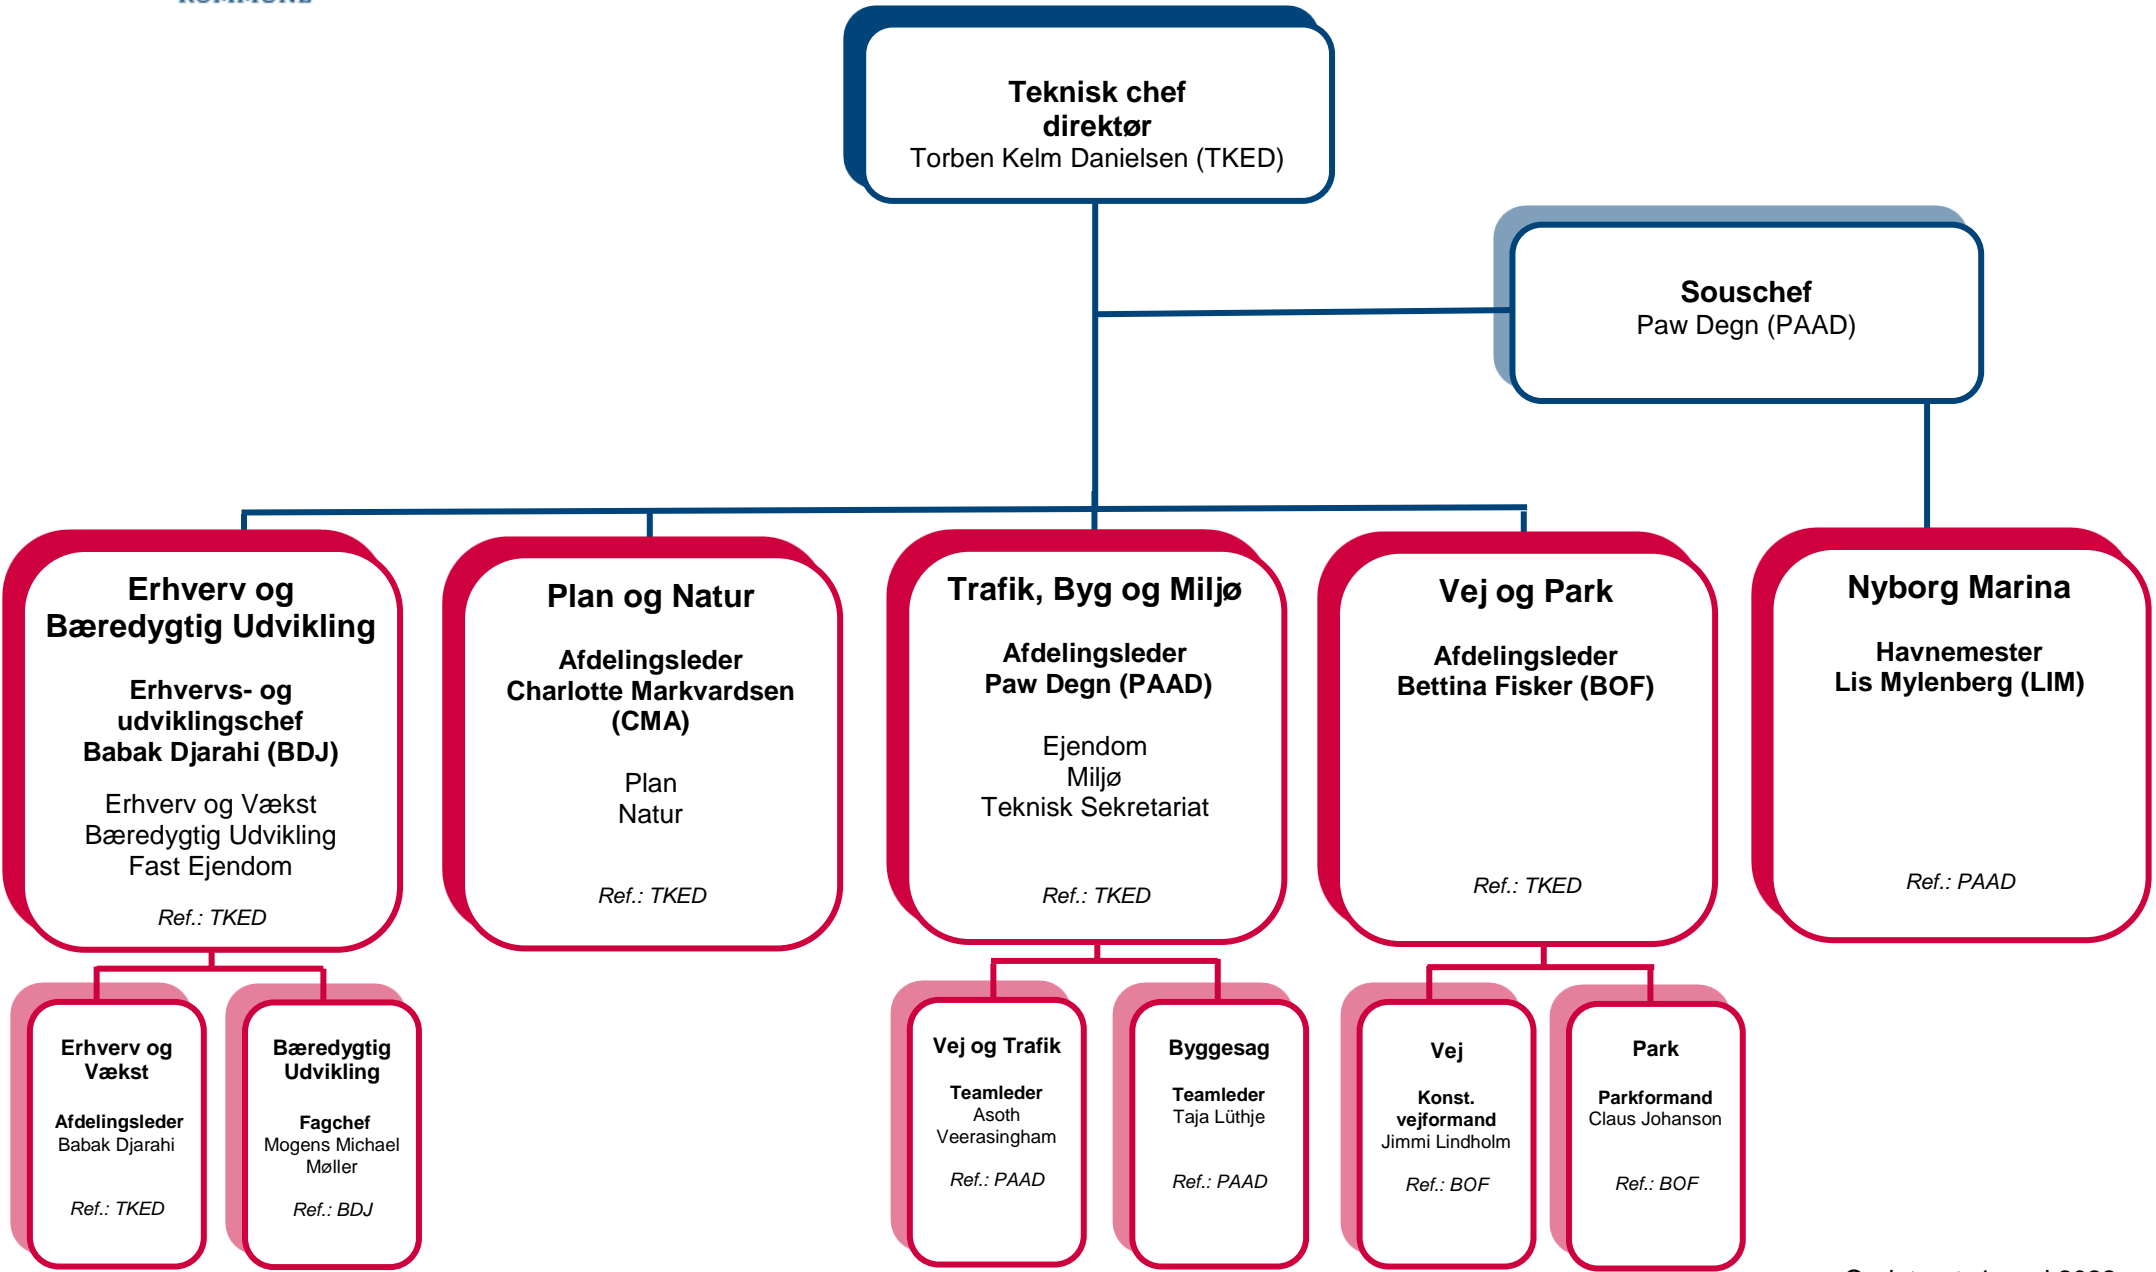 Teknisk chef
direktør
Torben Kelm Danielsen (TKED)
Souschef
Paw Degn (PAAD)
Erhverv og
Bæredygtig Udvikling
Erhvervs- og
udviklingschef
Babak Djarahi (BDJ)
Erhverv og Vækst
Bæredygtig Udvikling
Fast Ejendom
Ref.: TKED
Plan og Natur
Afdelingsleder
Charlotte Markvardsen
(CMA)
Plan
Natur
Ref.: TKED
Trafik, Byg og Miljø
Afdelingsleder
Paw Degn (PAAD)
Ejendom
Miljø
Teknisk Sekretariat
Ref.: TKED
Vej og Park
Afdelingsleder
Bettina Fisker (BOF)
Ref.: TKED
Nyborg Marina
Havnemester
Lis Mylenberg (LIM)
Ref.: PAAD
Erhverv og
Vækst
Afdelingsleder
Babak Djarahi
Ref.: TKED
Bæredygtig
Udvikling
Fagchef
Mogens Michael
Møller
Ref.: BDJ
Vej og Trafik
Teamleder
Asoth
Veerasingham
Ref.: PAAD
Byggesag
Teamleder
Taja Lüthje
Ref.: PAAD
Vej
Konst.
vejformand
Jimmi Lindholm
Ref.: BOF
Park
Parkformand
Claus Johanson
Ref.: BOF